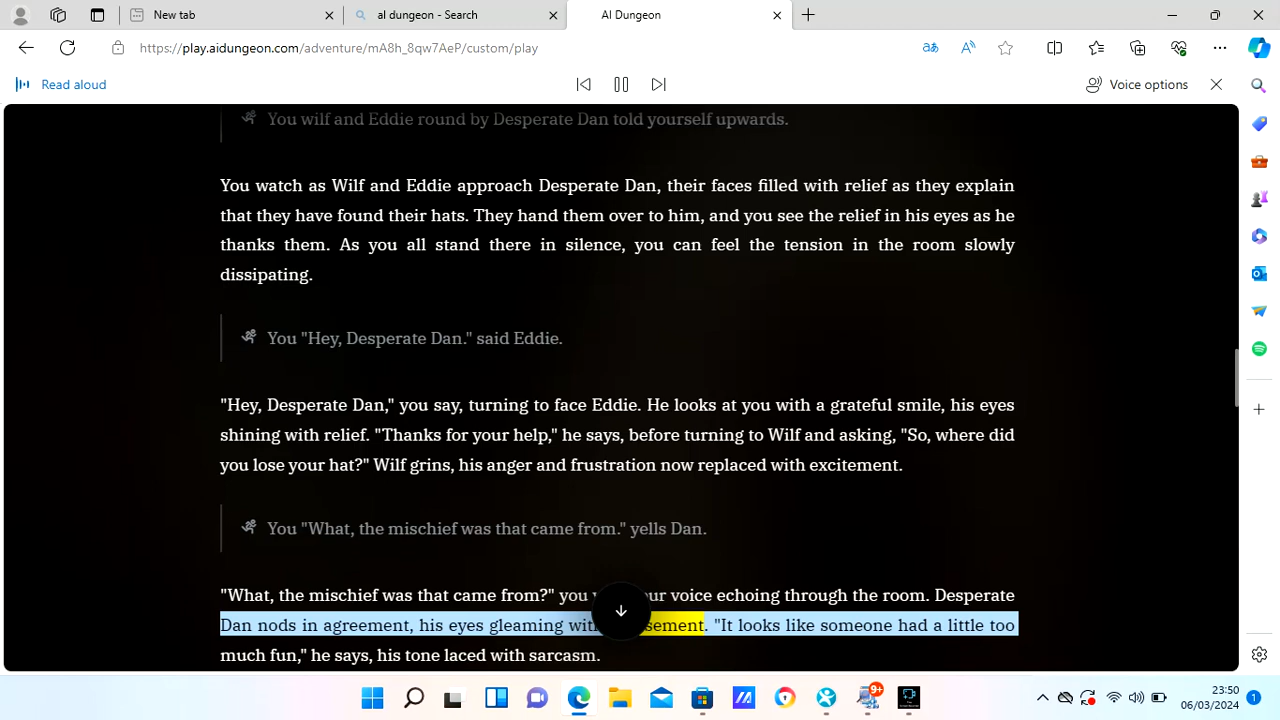 New tab
al dungeon - Search
AI Dungeon
https://play.aidungeon.com/adventure/mA8h_8qw7AeP/custom/play
Read aloud
Voice options
You wilf and Eddie round by Desperate Dan told yourself upwards.
You watch as Wilf and Eddie approach Desperate Dan, their faces filled with relief as they explain
that they have found their hats. They hand them over to him, and you see the relief in his eyes as he
thanks them. As you all stand there in silence, you can feel the tension in the room slowly
dissipating.
You "Hey, Desperate Dan." said Eddie.
"Hey, Desperate Dan," you say, turning to face Eddie. He looks at you with a grateful smile, his eyes
shining with relief. "Thanks for your help," he says, before turning to Wilf and asking, "So, where did
you lose your hat?" Wilf grins, his anger and frustration now replaced with excitement.
You "What, the mischief was that came from." yells Dan.
"What, the mischief was that came from?" you voice echoing through the room. Desperate
Dan nods in agreement, his eyes gleaming . "It looks like someone had a little too
much fun," he says, his tone laced with sarcasm.
9+
23:50
06/03/2024
1